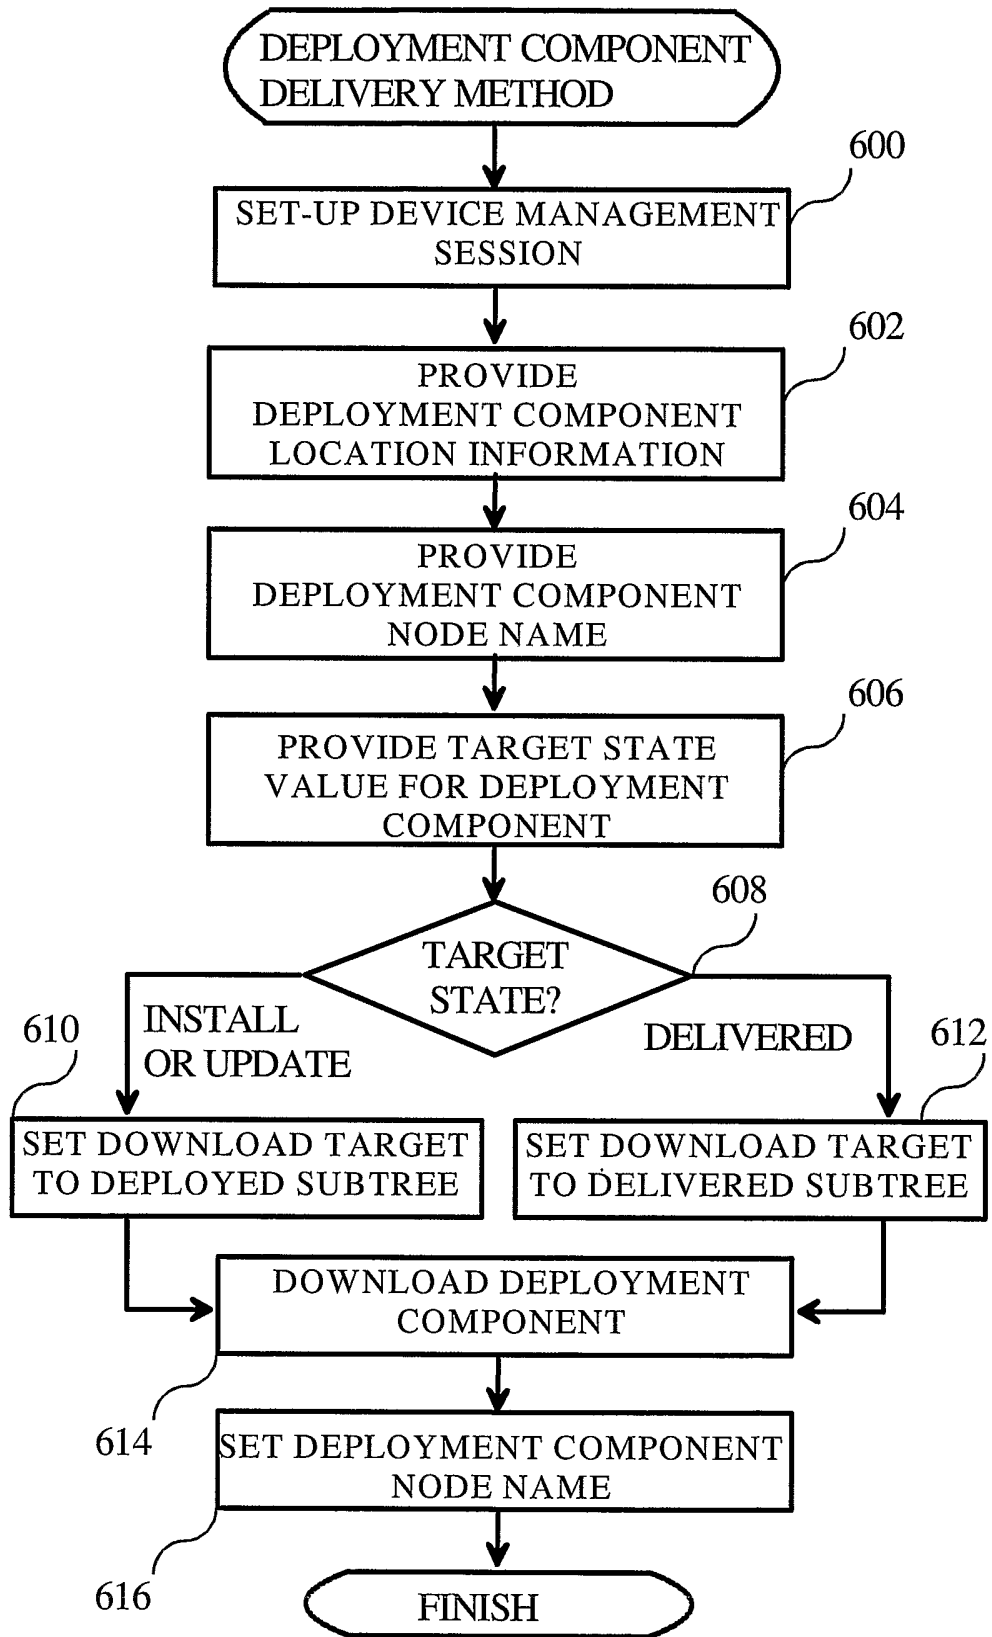 DEPLOYMENT COMPONENT
DELIVERY METHOD
600
SET-UP DEVICE MANAGEMENT
SESSION
602
PROVIDE
DEPLOYMENT COMPONENT
LOCATION INFORMATION
604
PROVIDE
DEPLOYMENT COMPONENT
NODE NAME
606
PROVIDE TARGET STATE
VALUE FOR DEPLOYMENT
COMPONENT
608
TARGET
STATE?
INSTALL
OR UPDATE
DELIVERED
610
612
SET DOWNLOAD TARGET
TO DEPLOYED SUBTREE
SET DOWNLOAD TARGET
TO DELIVERED SUBTREE
DOWNLOAD DEPLOYMENT
COMPONENT
614
SET DEPLOYMENT COMPONENT
NODE NAME
616
FINISH